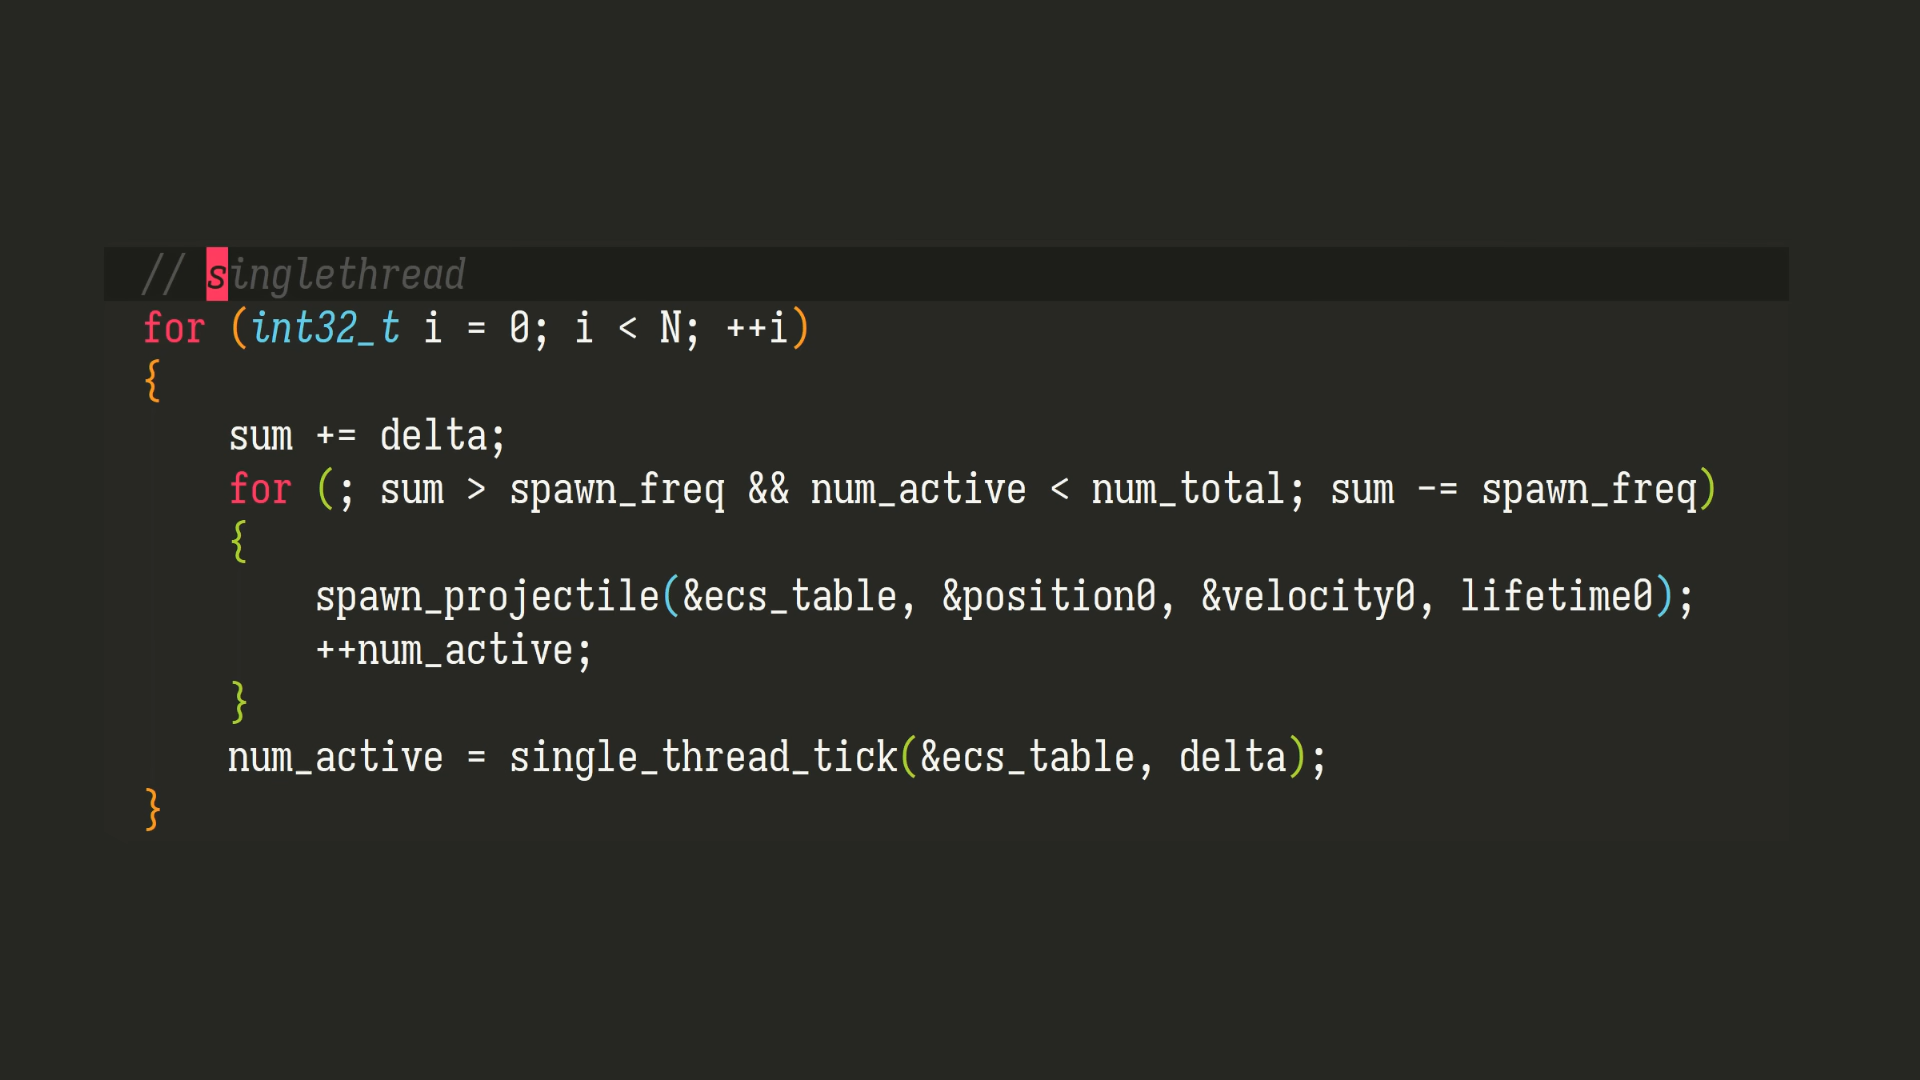 // singlethread
for (int32_t i = 0; i < N; ++i)
{
    sum += delta;
    for (; sum > spawn_freq && num_active < num_total; sum -= spawn_freq)
    {
        spawn_projectile(&ecs_table, &position0, &velocity0, lifetime0);
        ++num_active;
    }
    num_active = single_thread_tick(&ecs_table, delta);
}